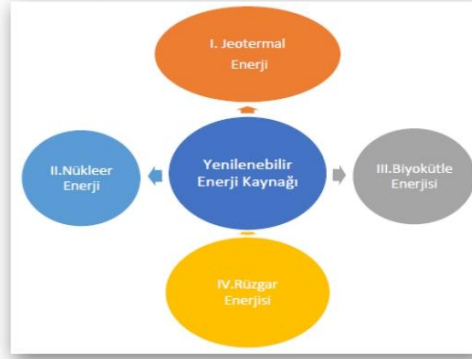 I. Jeotermal
Enerji
II.Nükleer
Enerji
Yenilenebilir
Enerji Kaynağı
III.Biyokütle
Enerjisi
IV.Rüzgar
Enerjisi